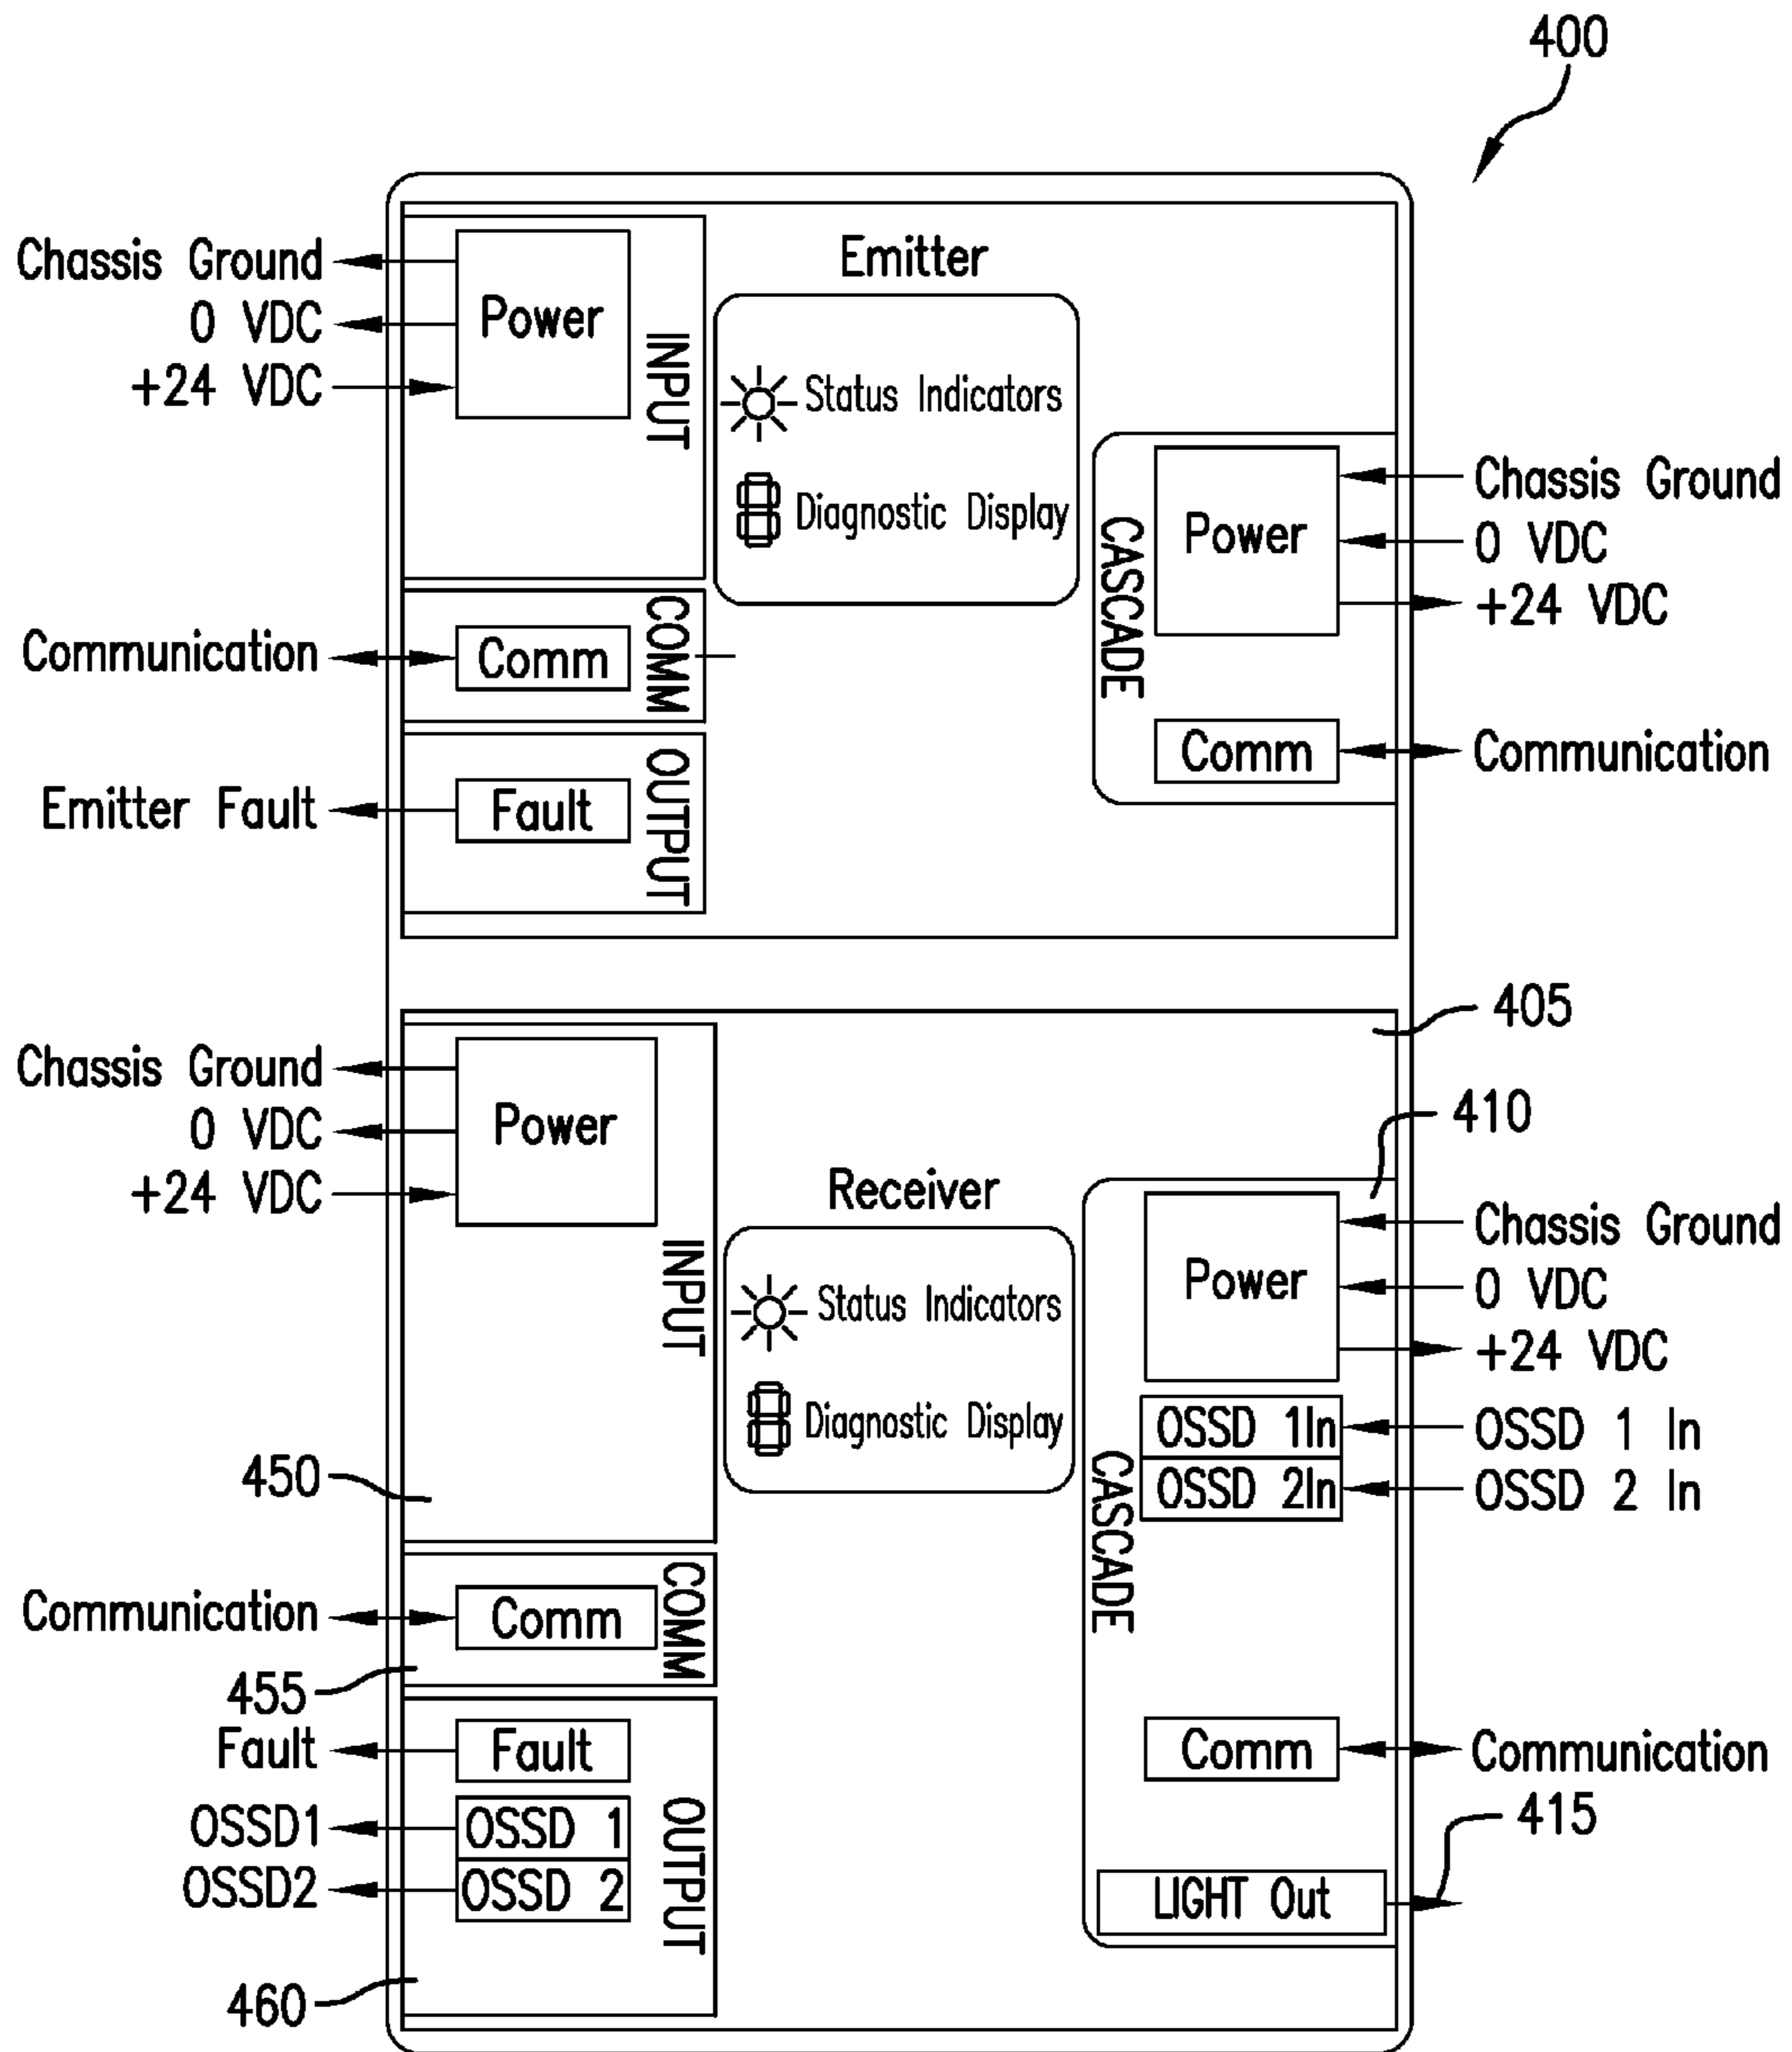 400
Emitter
Chassis Ground
0 VDC
+24 VDC
Power
INPUT
Status Indicators
Diagnostic Display
CASCADE
Power
Chassis Ground
0 VDC
+24 VDC
Communication
Comm
COMM
Comm
Communication
Emitter Fault
Fault
OUTPUT
405
Chassis Ground
0 VDC
+24 VDC
Power
INPUT
450
Receiver
Status Indicators
Diagnostic Display
410
CASCADE
Power
Chassis Ground
0 VDC
+24 VDC
OSSD 1In
OSSD 1 In
OSSD 2In
OSSD 2 In
Communication
Comm
COMM
455
Comm
Communication
Fault
Fault
OSSD1
OSSD 1
OSSD2
OSSD 2
OUTPUT
460
415
LIGHT Out